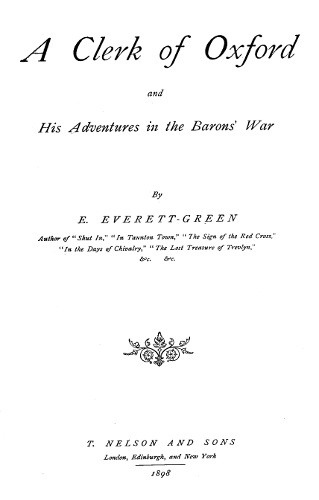 A Clerk of Oxford
and
His Adventures in the Barons' War
By
E. EVERETT-GREEN
Author of "Shut In," "In Taunton Town," "The Sign of the Red Cross,"
"In the Days of Chivalry," "The Lost Treasure of Trevlyn,"
&c. &c.
T. NELSON AND SONS
London, Edinburgh, and New York
1898